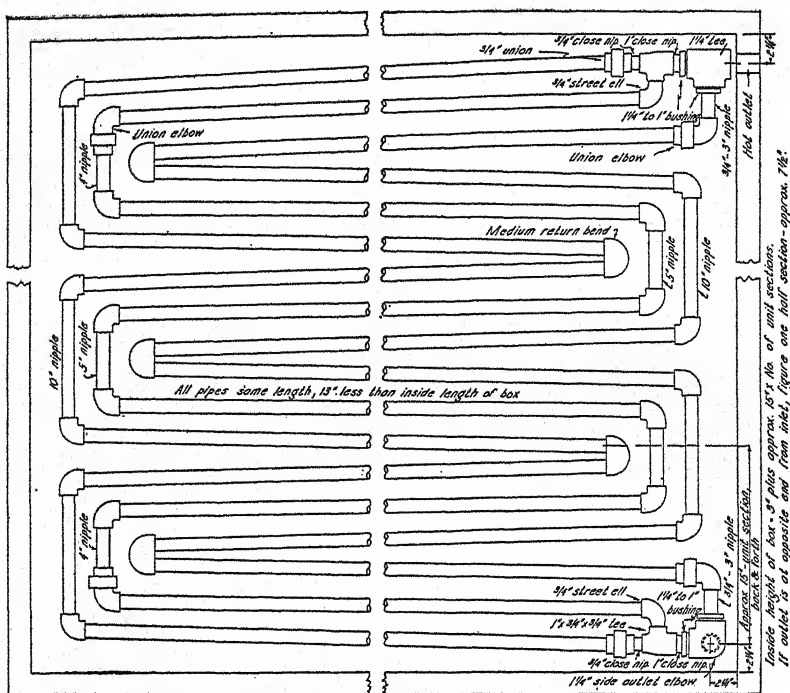 3/4" close nip. 1" close nip. 1 1/4" tee
3/4" union
3/4" street ell
1 1/4" to 1" bushing
Union elbow
Union elbow
3/4"- 3" nipple
Hot outlet
2 1/4"
nipple
Medium return bend
5" nipple
10" nipple
10" nipple
5" nipple
All pipes same length, 13" less than inside length of box
4" nipple
3/4" street ell
1 1/4" to 1"
bushing
3/4"- 3" nipple
1" x 3/4" x 3/4" tee
3/4" close nip. 1" close nip.
1 1/4" side outlet elbow
2 1/4"
2 1/4"
Approx 15" unit section,
back & forth
Inside height of box = 3" plus approx. 15" x No. of unit sections.
If outlet is at opposite end from inlet, figure one half section - approx. 7 1/2".